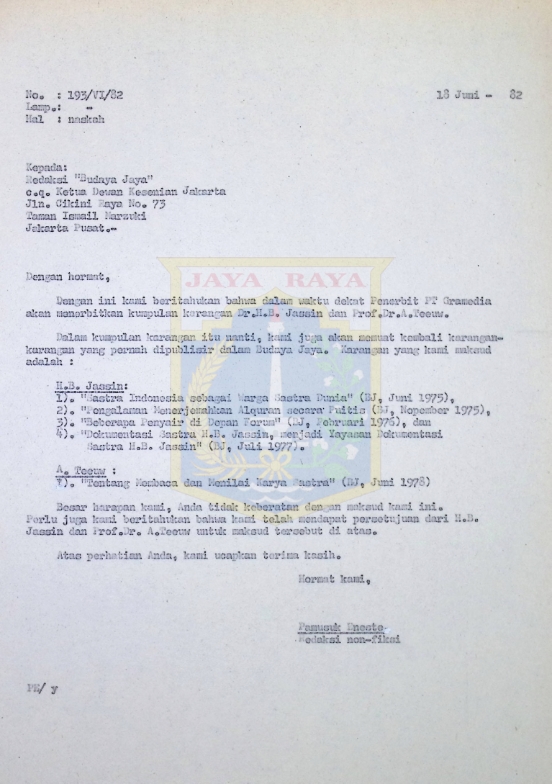 No. : 193/VI/82 18 Juni - 82
Lamp.: -
Hal : naskah
Kepada:
Redaksi "Budaya Jaya"
c.q. Ketua Dewan Kesenian Jakarta
Jln. Cikini Raya No. 73
Taman Ismail Marzuki
Jakarta Pusat.-
Dengan hormat,
JAYA RAYA
Dengan ini kami beritahukan bahwa dalam waktu dekat Penerbit PT Gramedia
akan menerbitkan kumpulan karangan Dr.H.B. Jassin dan Prof.Dr.A.Teeuw.
Dalam kumpulan karangan itu nanti, kami juga akan memuat kembali karangan-
karangan yang pernah dipublisir dalam Budaya Jaya. Karangan yang kami maksud
adalah :
H.B. Jassin:
1). "Sastra Indonesia sebagai Warga Sastra Dunia" (BJ, Juni 1975),
2). "Pengalaman Menerjemahkan Alquran secara Puitis (BJ, Nopember 1975),
3). "Beberapa Penyair di Depan Forum" (BJ, Februari 1976), dan
4). "Dokumentasi Sastra H.B. Jassin, menjadi Yayasan Dokumentasi
Sastra H.B. Jassin" (BJ, Juli 1977).
A. Teeuw :
). "Tentang Membaca dan Menilai Karya Sastra" (BJ, Juni 1978)
Besar harapan kami, Anda tidak keberatan dengan maksud kami ini.
Perlu juga kami beritahukan bahwa kami telah mendapat persetujuan dari H.B.
Jassin dan Prof.Dr. A.Teeuw untuk maksud tersebut di atas.
Atas perhatian Anda, kami ucapkan terima kasih.
Hormat kami,
Pamusuk Eneste
Redaksi non-fiksi
PE/ y